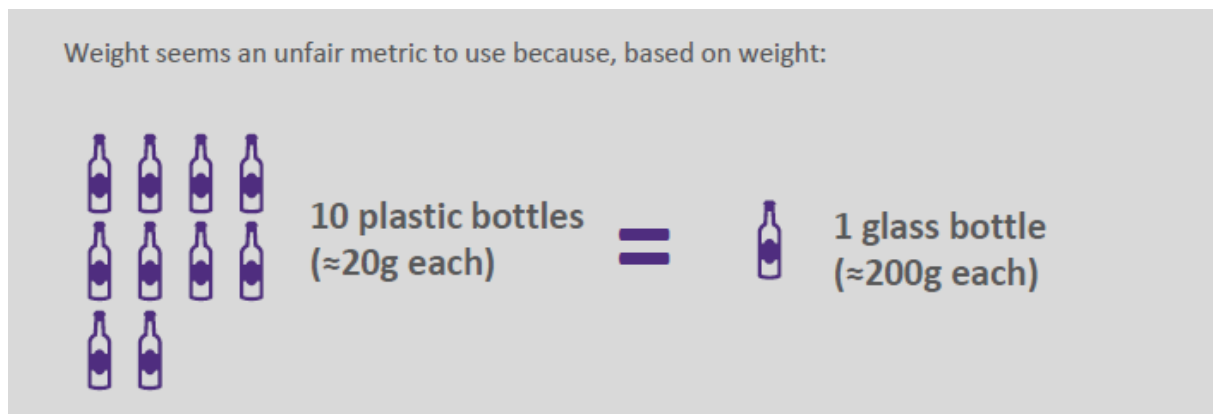 Weight seems an unfair metric to use because, based on weight:
10 plastic bottles
(≈20g each)
=
1 glass bottle
(≈200g each)